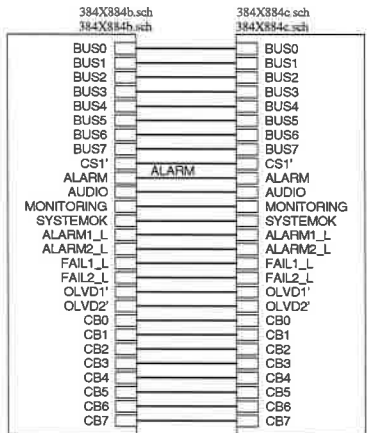 384X884b.sch 384X884c.sch
384X884b.sch 384X884c.sch
BUS0 BUS0
BUS1 BUS1
BUS2 BUS2
BUS3 BUS3
BUS4 BUS4
BUS5 BUS5
BUS6 BUS6
BUS7 BUS7
CS1' CS1'
ALARM ALARM ALARM
AUDIO AUDIO
MONITORING MONITORING
SYSTEMOK SYSTEMOK
ALARM1_L ALARM1_L
ALARM2_L ALARM2_L
FAIL1_L FAIL1_L
FAIL2_L FAIL2_L
OLVD1' OLVD1'
OLVD2' OLVD2'
CB0 CB0
CB1 CB1
CB2 CB2
CB3 CB3
CB4 CB4
CB5 CB5
CB6 CB6
CB7 CB7